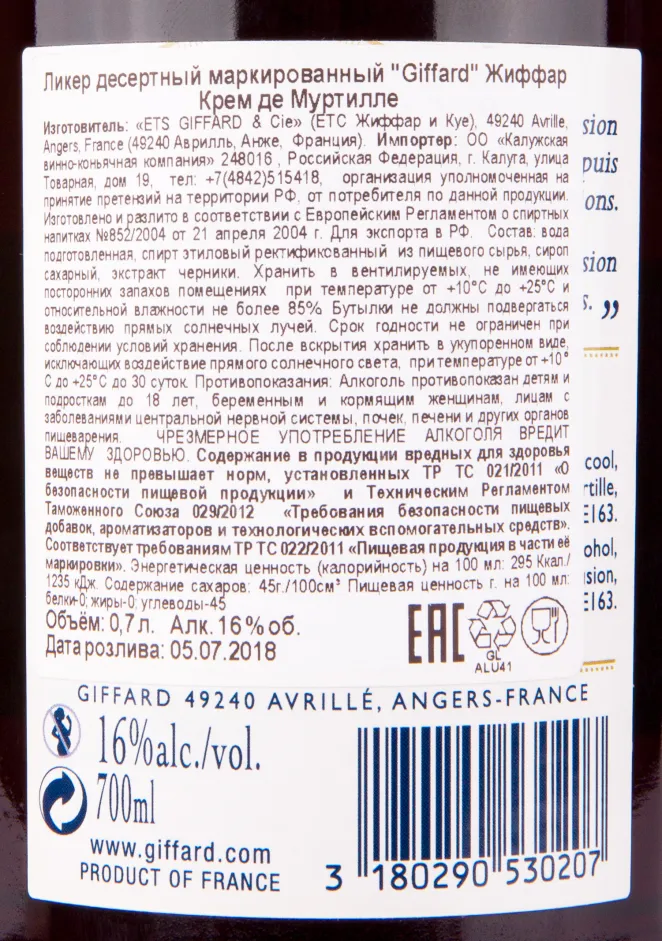 Ликер десертный маркированный "Giffard" Жиффар
Крем де Муртилле
Изготовитель: «ETS GIFFARD & Cie» (ЕТС Жиффар и Куе), 49240 Avrille,
Angers, France (49240 Аврилль, Анже, Франция). Импортер: ОО «Калужская
винно-коньячная компания» 248016, Российская Федерация, г. Калуга, улица
Товарная, дом 19, тел: +7(4842)515418, организация уполномоченная на
принятие претензий на территории РФ, от потребителя по данной продукции.
Изготовлено и разлито в соответствии с Европейским Регламентом о спиртных
напитках №852/2004 от 21 апреля 2004 г. Для экспорта в РФ. Состав: вода
подготовленная, спирт этиловый ректификованный из пищевого сырья, сироп
сахарный, экстракт черники. Хранить в вентилируемых, не имеющих
посторонних запахов помещениях при температуре от +10°C до +25°C и
относительной влажности не более 85% Бутылки не должны подвергаться
воздействию прямых солнечных лучей. Срок годности не ограничен при
соблюдении условий хранения. После вскрытия хранить в укупоренном виде,
исключающих воздействие прямого солнечного света, при температуре от +10°
C до +25°C до 30 суток. Противопоказания: Алкоголь противопоказан детям и
подросткам до 18 лет, беременным и кормящим женщинам, лицам с
заболеваниями центральной нервной системы, почек, печени и других органов
пищеварения. ЧРЕЗМЕРНОЕ УПОТРЕБЛЕНИЕ АЛКОГОЛЯ ВРЕДИТ
ВАШЕМУ ЗДОРОВЬЮ. Содержание в продукции вредных для здоровья
веществ не превышает норм, установленных ТР ТС 021/2011 «О
безопасности пищевой продукции» и Техническим Регламентом
Таможенного Союза 029/2012 «Требования безопасности пищевых
добавок, ароматизаторов и технологических вспомогательных средств».
Соответствует требованиям ТР ТС 022/2011 «Пищевая продукция в части её
маркировки». Энергетическая ценность (калорийность) на 100 мл: 295 Ккал./
1235 кДж. Содержание сахаров: 45г./100см³ Пищевая ценность г. на 100 мл:
белки-0; жиры-0; углеводы-45
Объём: 0,7 л. Алк. 16 % об.
Дата розлива: 05.07.2018
EAC
GL
ALU41
sion
puis
ons.
sion
s. ”
cool,
rtille,
E163.
ohol,
sion,
E163.
GIFFARD 49240 AVRILLÉ, ANGERS-FRANCE
16%alc./vol.
700ml
www.giffard.com
PRODUCT OF FRANCE
3 180290 530207